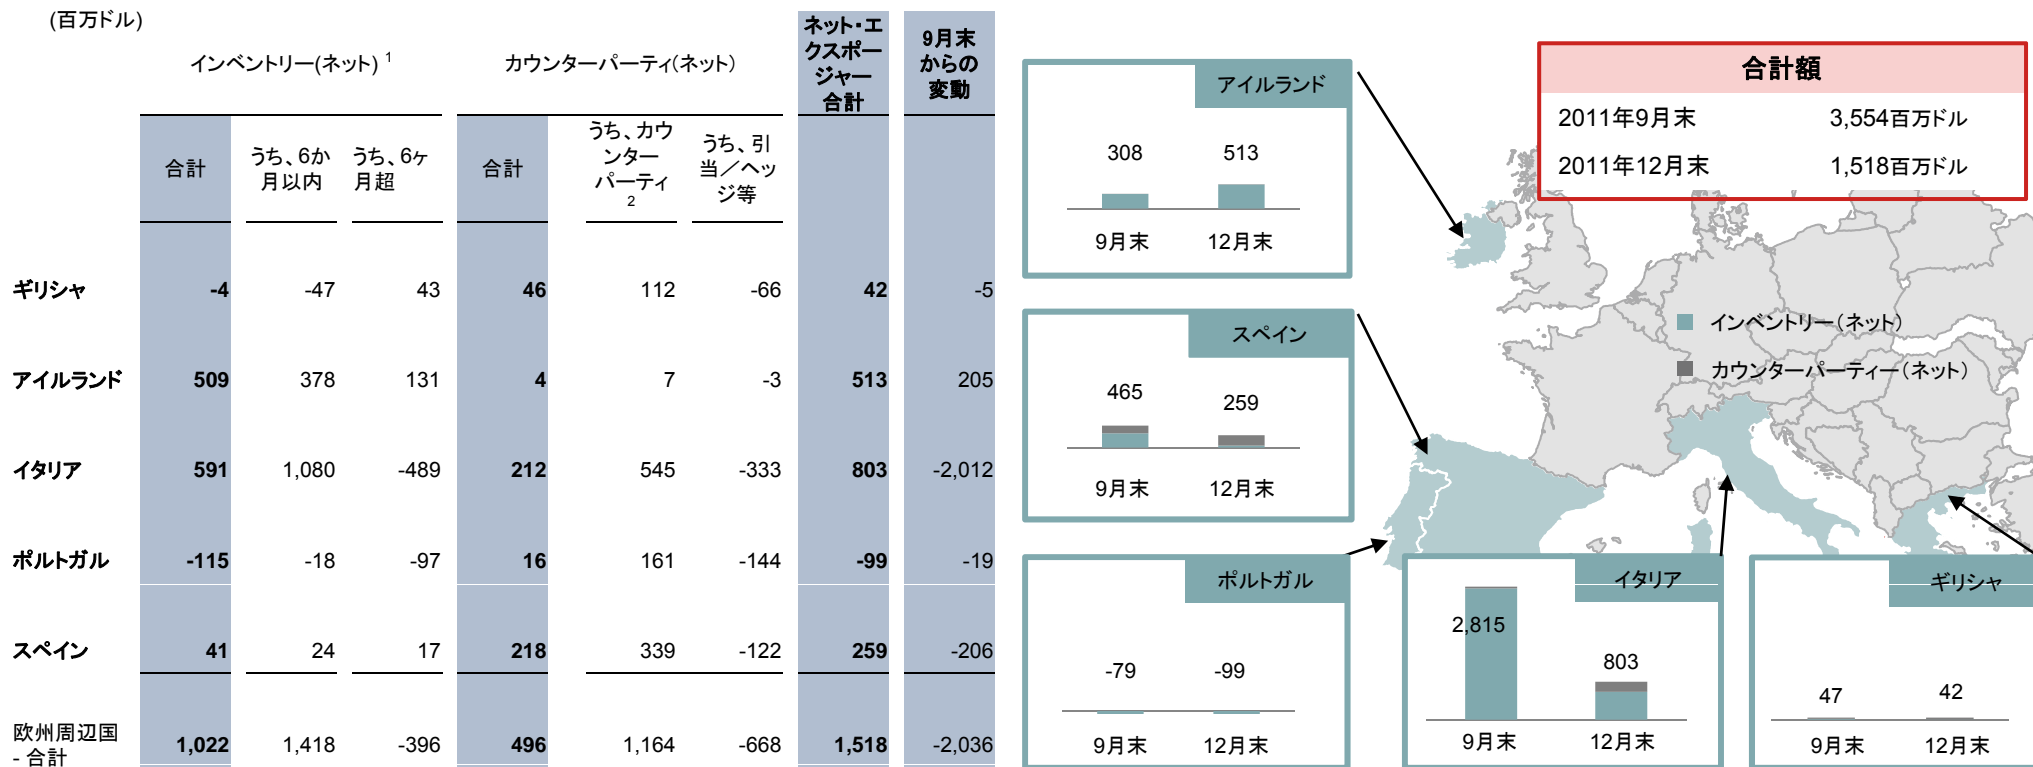 (百万ドル)
インベントリー(ネット) 1
カウンターパーティ(ネット)
ネット・エ
クスポー
ジャー
合計
9月末
からの
変動
合計
うち、6か
月以内
うち、6ヶ
月超
合計
うち、カウ
ンター
パーティ
2
うち、引
当／ヘッ
ジ等
ギリシャ -4 -47 43 46 112 -66 42 -5
アイルランド 509 378 131 4 7 -3 513 205
イタリア 591 1,080 -489 212 545 -333 803 -2,012
ポルトガル -115 -18 -97 16 161 -144 -99 -19
スペイン 41 24 17 218 339 -122 259 -206
欧州周辺国
- 合計 1,022 1,418 -396 496 1,164 -668 1,518 -2,036
アイルランド
308 513
9月末 12月末
スペイン
465 259
9月末 12月末
ポルトガル
-79 -99
9月末 12月末
イタリア
2,815
803
9月末 12月末
ギリシャ
47 42
9月末 12月末
合計額
2011年9月末 3,554百万ドル
2011年12月末 1,518百万ドル
インベントリー(ネット)
カウンターパーティー(ネット)